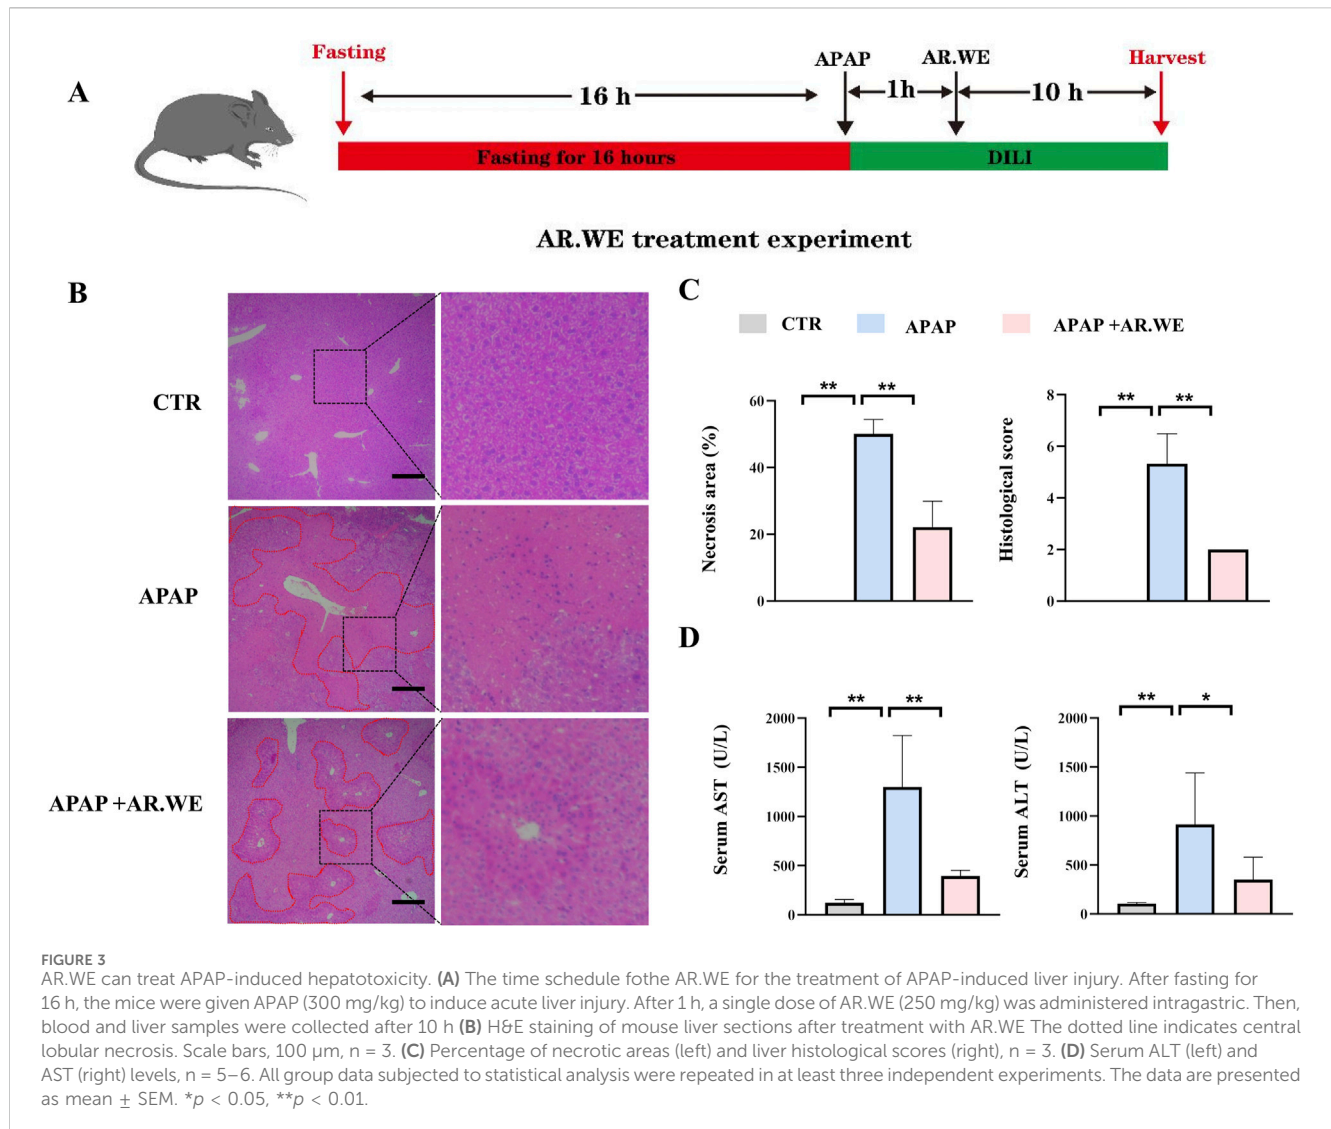 A
Fasting
16 h
APAP
1h
AR.WE
10 h
Harvest
Fasting for 16 hours
DILI
AR.WE treatment experiment
B
CTR
APAP
APAP +AR.WE
C
CTR
APAP
APAP +AR.WE
Necrosis area (%)
60
40
20
0
**
**
Histological score
8
6
4
2
0
**
**
D
Serum AST (U/L)
2000
1500
1000
500
0
**
**
Serum ALT (U/L)
2000
1500
1000
500
0
**
*
FIGURE 3
AR.WE can treat APAP-induced hepatotoxicity. (A) The time schedule fothe AR.WE for the treatment of APAP-induced liver injury. After fasting for
16 h, the mice were given APAP (300 mg/kg) to induce acute liver injury. After 1 h, a single dose of AR.WE (250 mg/kg) was administered intragastric. Then,
blood and liver samples were collected after 10 h (B) H&E staining of mouse liver sections after treatment with AR.WE The dotted line indicates central
lobular necrosis. Scale bars, 100 µm, n = 3. (C) Percentage of necrotic areas (left) and liver histological scores (right), n = 3. (D) Serum ALT (left) and
AST (right) levels, n = 5–6. All group data subjected to statistical analysis were repeated in at least three independent experiments. The data are presented
as mean ± SEM. *p < 0.05, **p < 0.01.